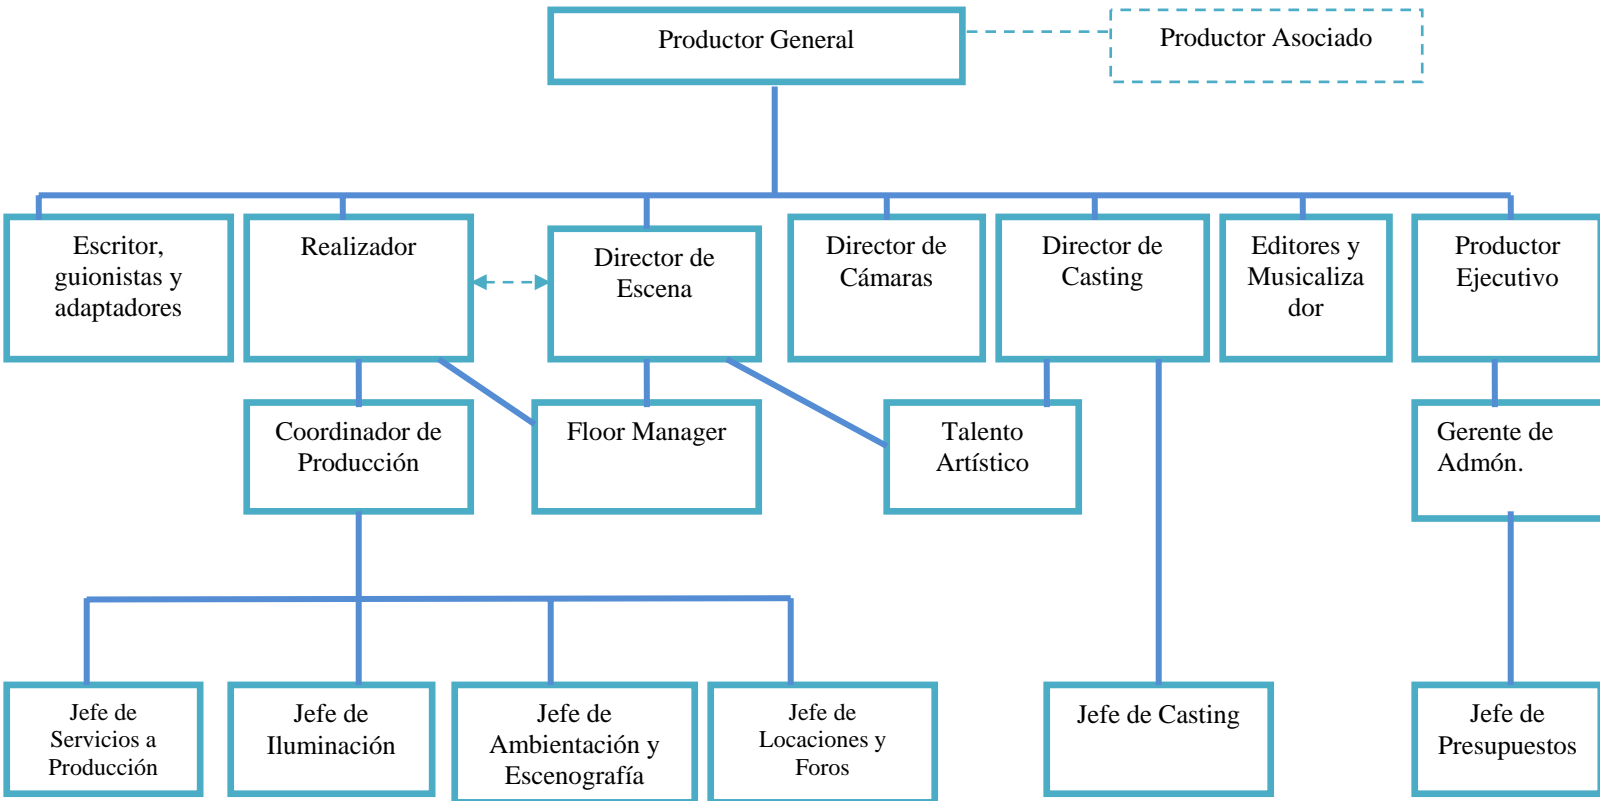 Productor General
Productor Asociado
Escritor,
guionistas y
adaptadores
Realizador
Director de
Escena
Director de
Cámaras
Director de
Casting
Editores y
Musicaliza
dor
Productor
Ejecutivo
Coordinador de
Producción
Floor Manager
Talento
Artístico
Gerente de
Admón.
Jefe de
Servicios a
Producción
Jefe de
Iluminación
Jefe de
Ambientación y
Escenografía
Jefe de
Locaciones y
Foros
Jefe de Casting
Jefe de
Presupuestos